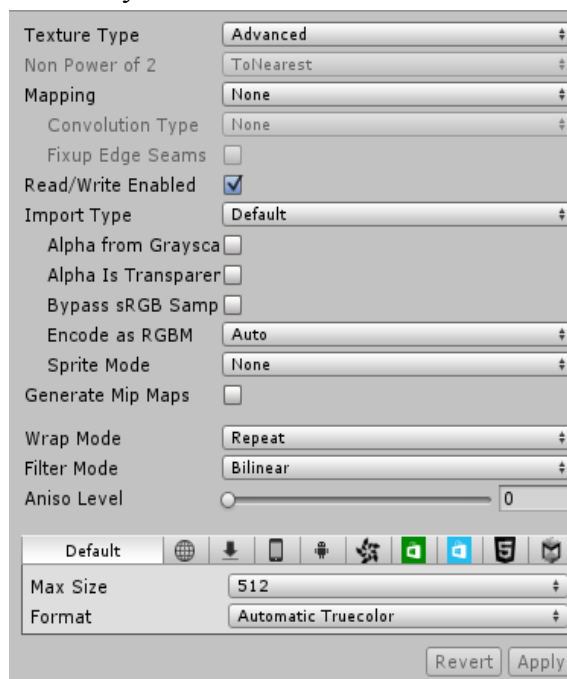 Texture Type Advanced
Non Power of 2 ToNearest
Mapping None
Convolution Type None
Fixup Edge Seams
Read/Write Enabled
Import Type Default
Alpha from Graysca
Alpha Is Transparer
Bypass sRGB Samp
Encode as RGBM Auto
Sprite Mode None
Generate Mip Maps
Wrap Mode Repeat
Filter Mode Bilinear
Aniso Level 0
Default
Max Size 512
Format Automatic Truecolor
Revert Apply